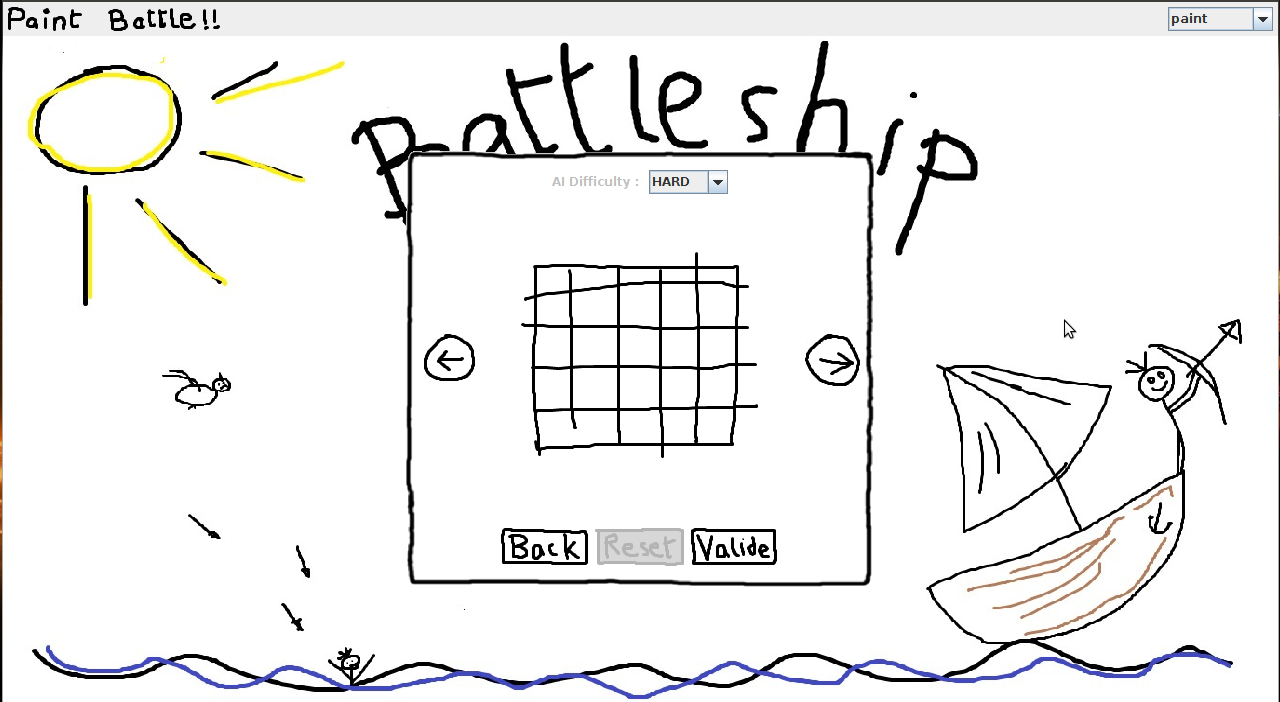 Paint Battle!!
paint
Battleship
AI Difficulty : HARD
Back Reset Valide